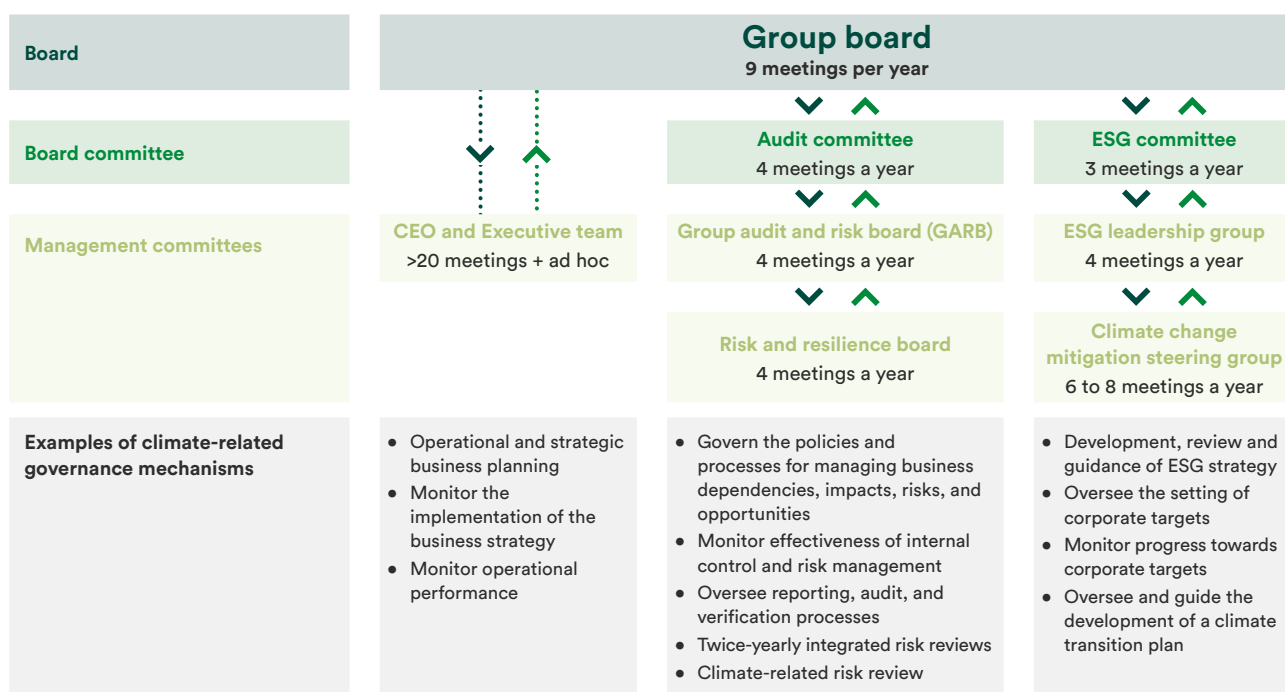 Board
Group board
9 meetings per year
Board committee
Audit committee
4 meetings a year
ESG committee
3 meetings a year
Management committees
CEO and Executive team
>20 meetings + ad hoc
Group audit and risk board (GARB)
4 meetings a year
ESG leadership group
4 meetings a year
Risk and resilience board
4 meetings a year
Climate change
mitigation steering group
6 to 8 meetings a year
Examples of climate-related
governance mechanisms
• Operational and strategic
business planning
• Monitor the
implementation of the
business strategy
• Monitor operational
performance
• Govern the policies and
processes for managing business
dependencies, impacts, risks, and
opportunities
• Monitor effectiveness of internal
control and risk management
• Oversee reporting, audit, and
verification processes
• Twice-yearly integrated risk reviews
• Climate-related risk review
• Development, review and
guidance of ESG strategy
• Oversee the setting of
corporate targets
• Monitor progress towards
corporate targets
• Oversee and guide the
development of a climate
transition plan